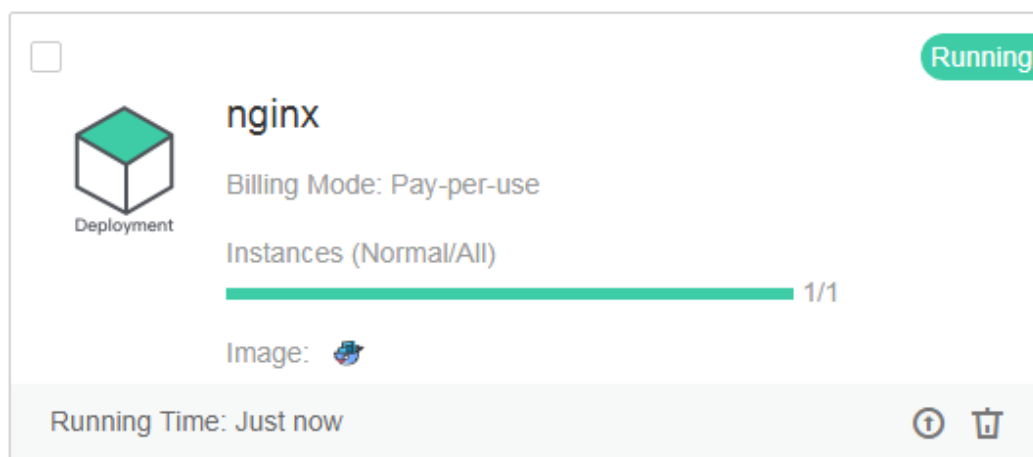 Running
nginx
Deployment
Billing Mode: Pay-per-use
Instances (Normal/All)
1/1
Image:
Running Time: Just now